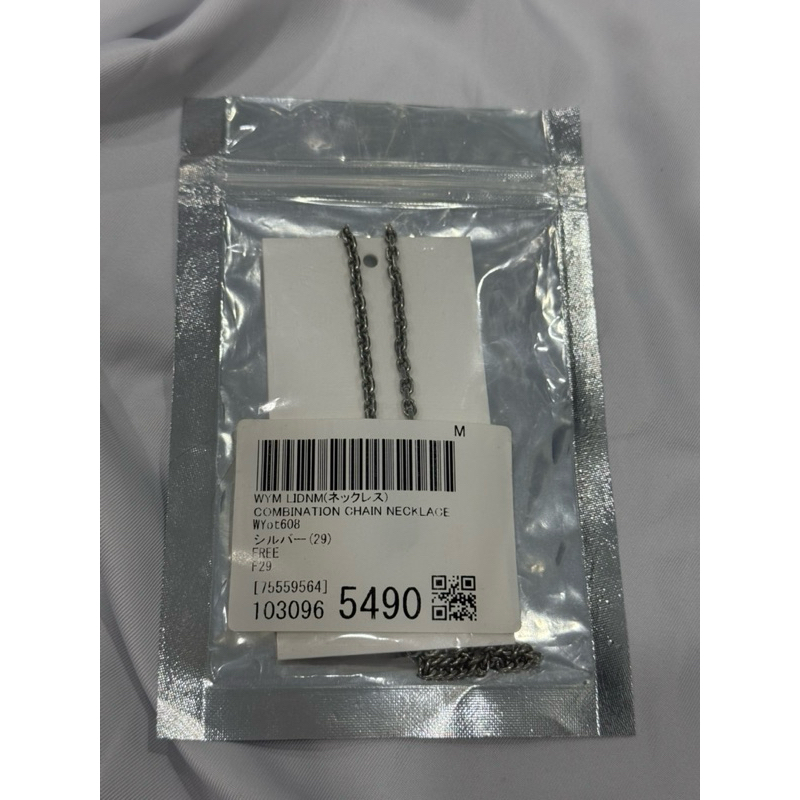 M
WYM LIDNM(ネックレス)
COMBINATION CHAIN NECKLACE
WYot608
シルバー(29)
FREE
F29
[75559564]
103096 5490